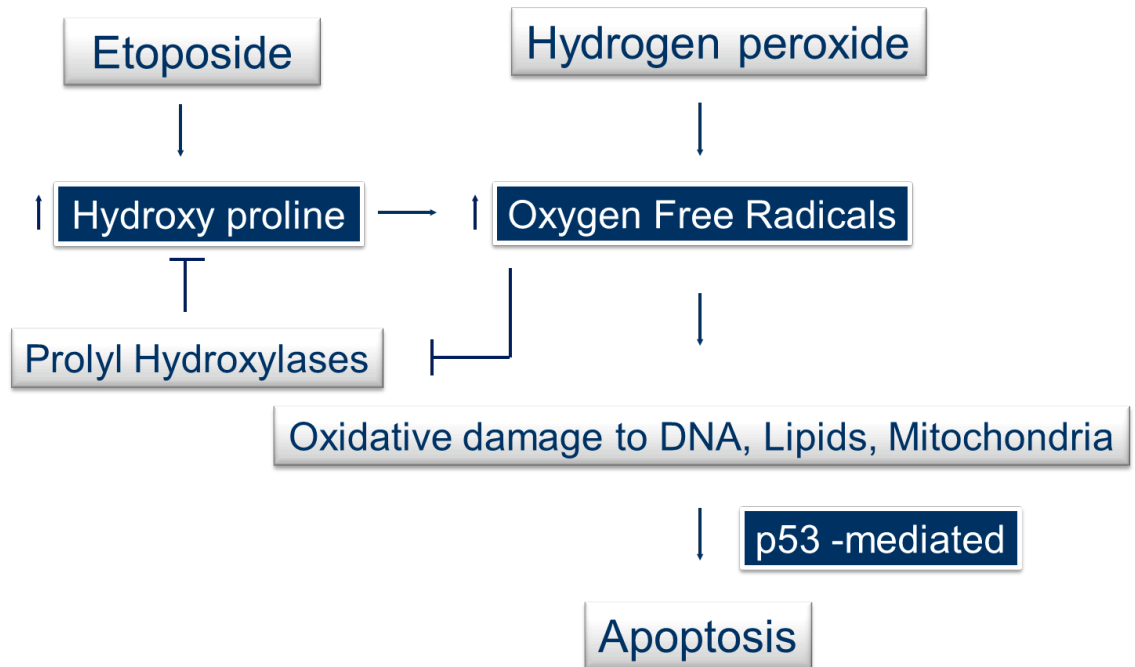 Etoposide
Hydrogen peroxide
Hydroxy proline
Oxygen Free Radicals
Prolyl Hydroxylases
Oxidative damage to DNA, Lipids, Mitochondria
p53 -mediated
Apoptosis